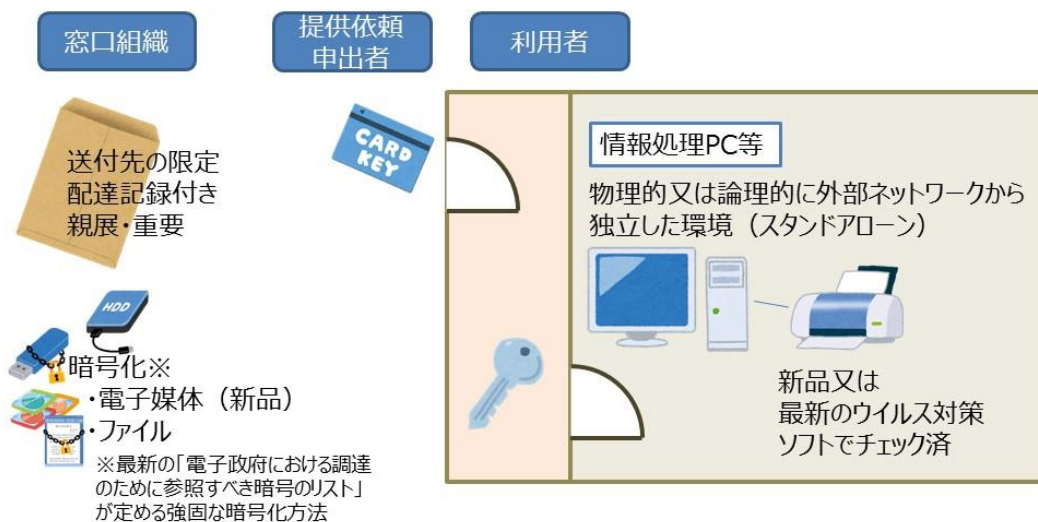 窓口組織
提供依頼
申出者
利用者
送付先の限定
配達記録付き
親展・重要
CARD
KEY
HDD
暗号化※
・電子媒体（新品）
・ファイル
※最新の「電子政府における調達
のために参照すべき暗号のリスト」
が定める強固な暗号化方法
情報処理PC等
物理的又は論理的に外部ネットワークから
独立した環境（スタンドアローン）
新品又は
最新のウイルス対策
ソフトでチェック済